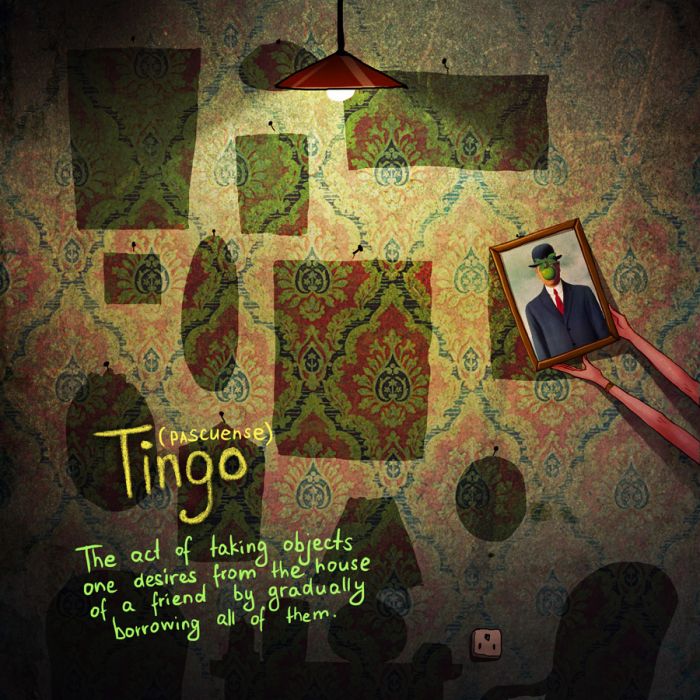 (PASCUENSE)
Tingo
The act of taking objects
one desires from the house
of a friend by gradually
borrowing all of them.